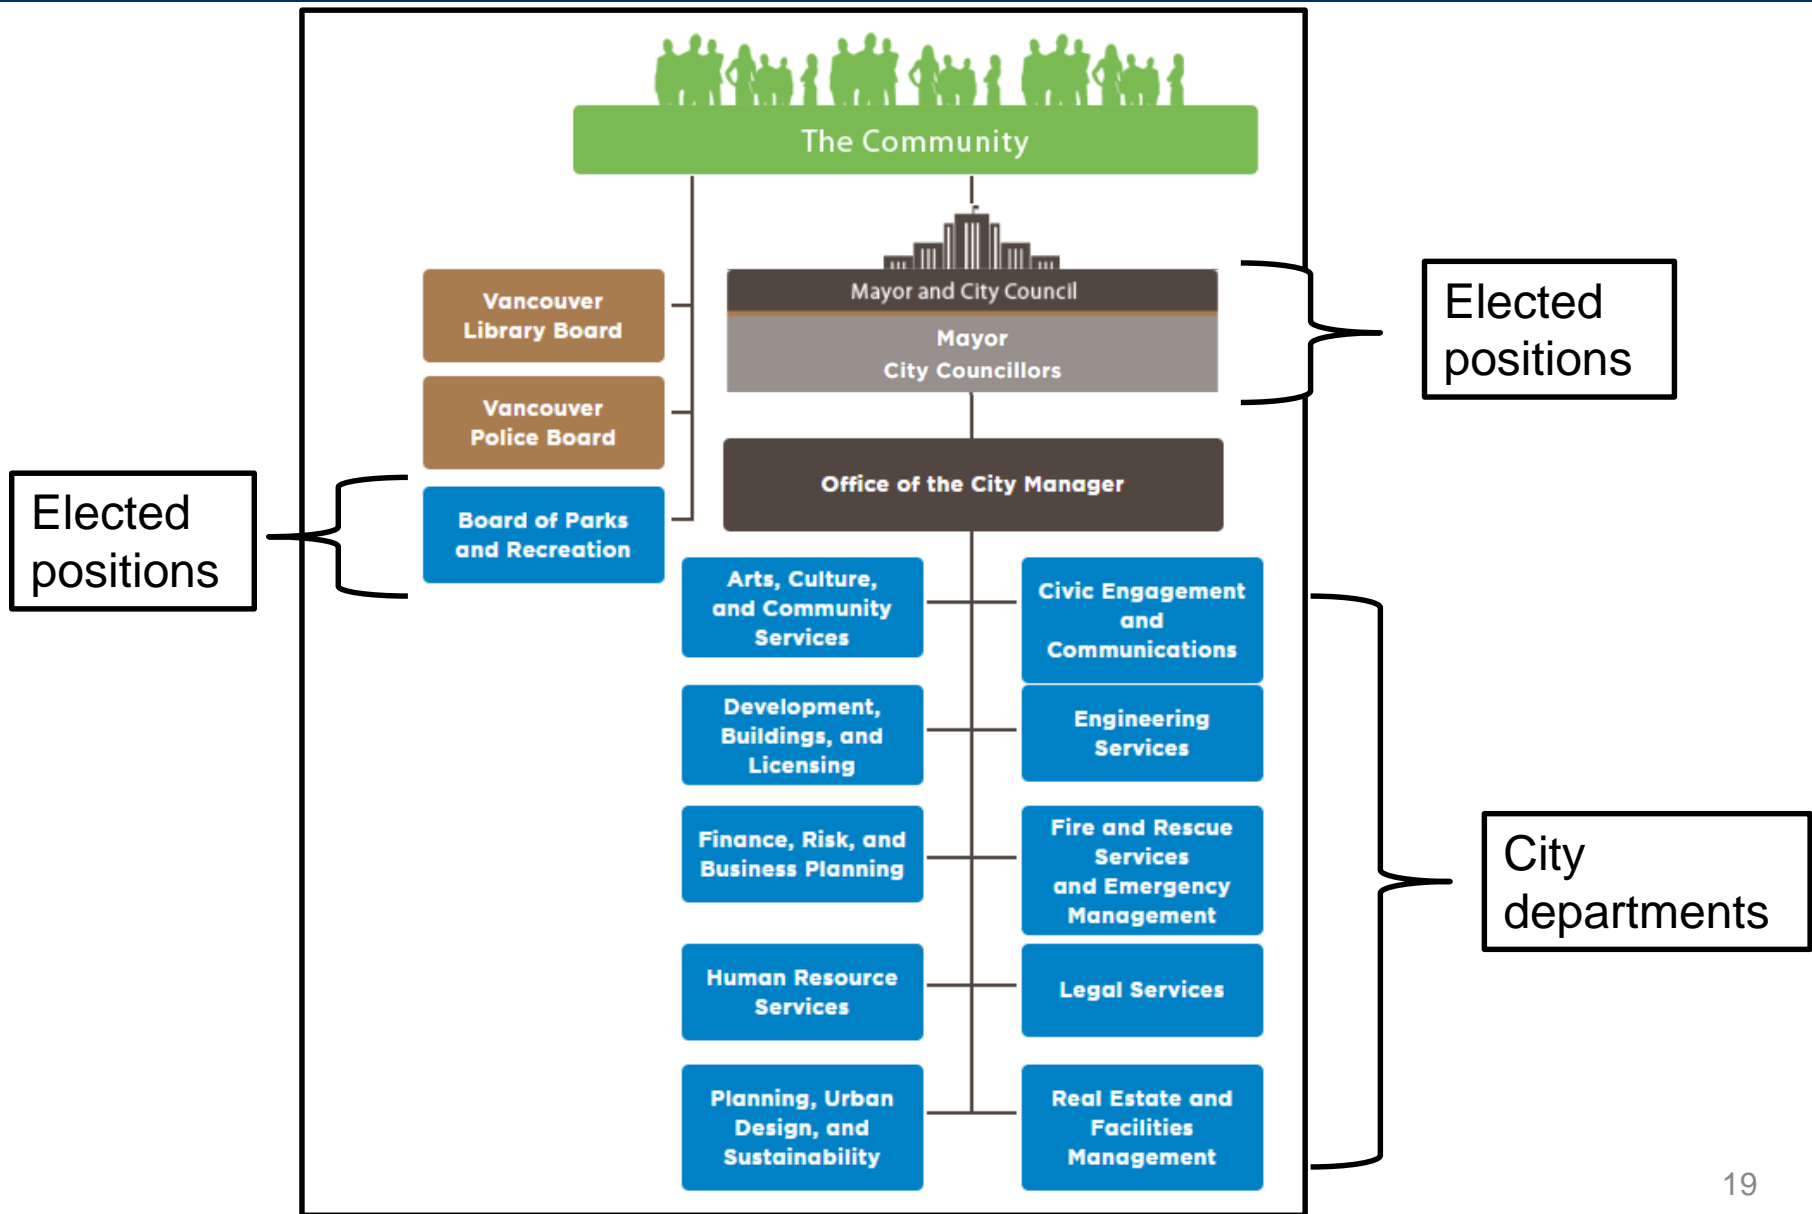 The Community
Vancouver
Library Board
Vancouver
Police Board
Board of Parks
and Recreation
Elected
positions
Mayor and City Council
Mayor
City Councillors
Elected
positions
Office of the City Manager
Arts, Culture,
and Community
Services
Civic Engagement
and
Communications
Development,
Buildings, and
Licensing
Engineering
Services
Finance, Risk, and
Business Planning
Fire and Rescue
Services
and Emergency
Management
Human Resource
Services
Legal Services
Planning, Urban
Design, and
Sustainability
Real Estate and
Facilities
Management
City
departments
19